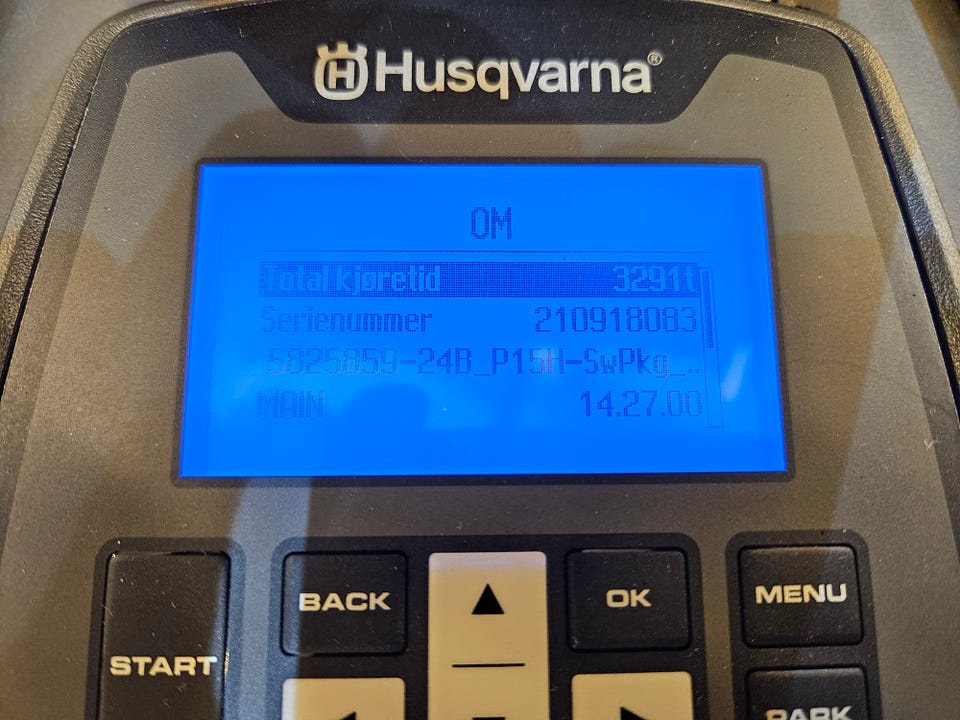 Husqvarna®
OM
Total kjøretid 3291t
Serienummer 210918083
5825859-24B_P15H-SwPkg_..
MAIN 14.27.00
BACK
OK
MENU
START
PARK